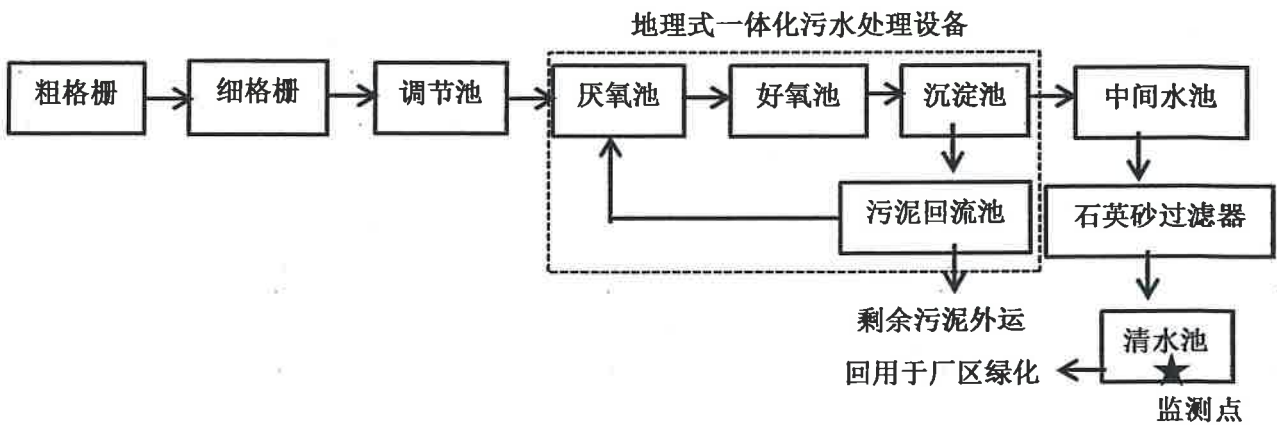 地理式一体化污水处理设备
粗格栅
细格栅
调节池
厌氧池
好氧池
沉淀池
中间水池
污泥回流池
石英砂过滤器
剩余污泥外运
清水池
回用于厂区绿化
监测点